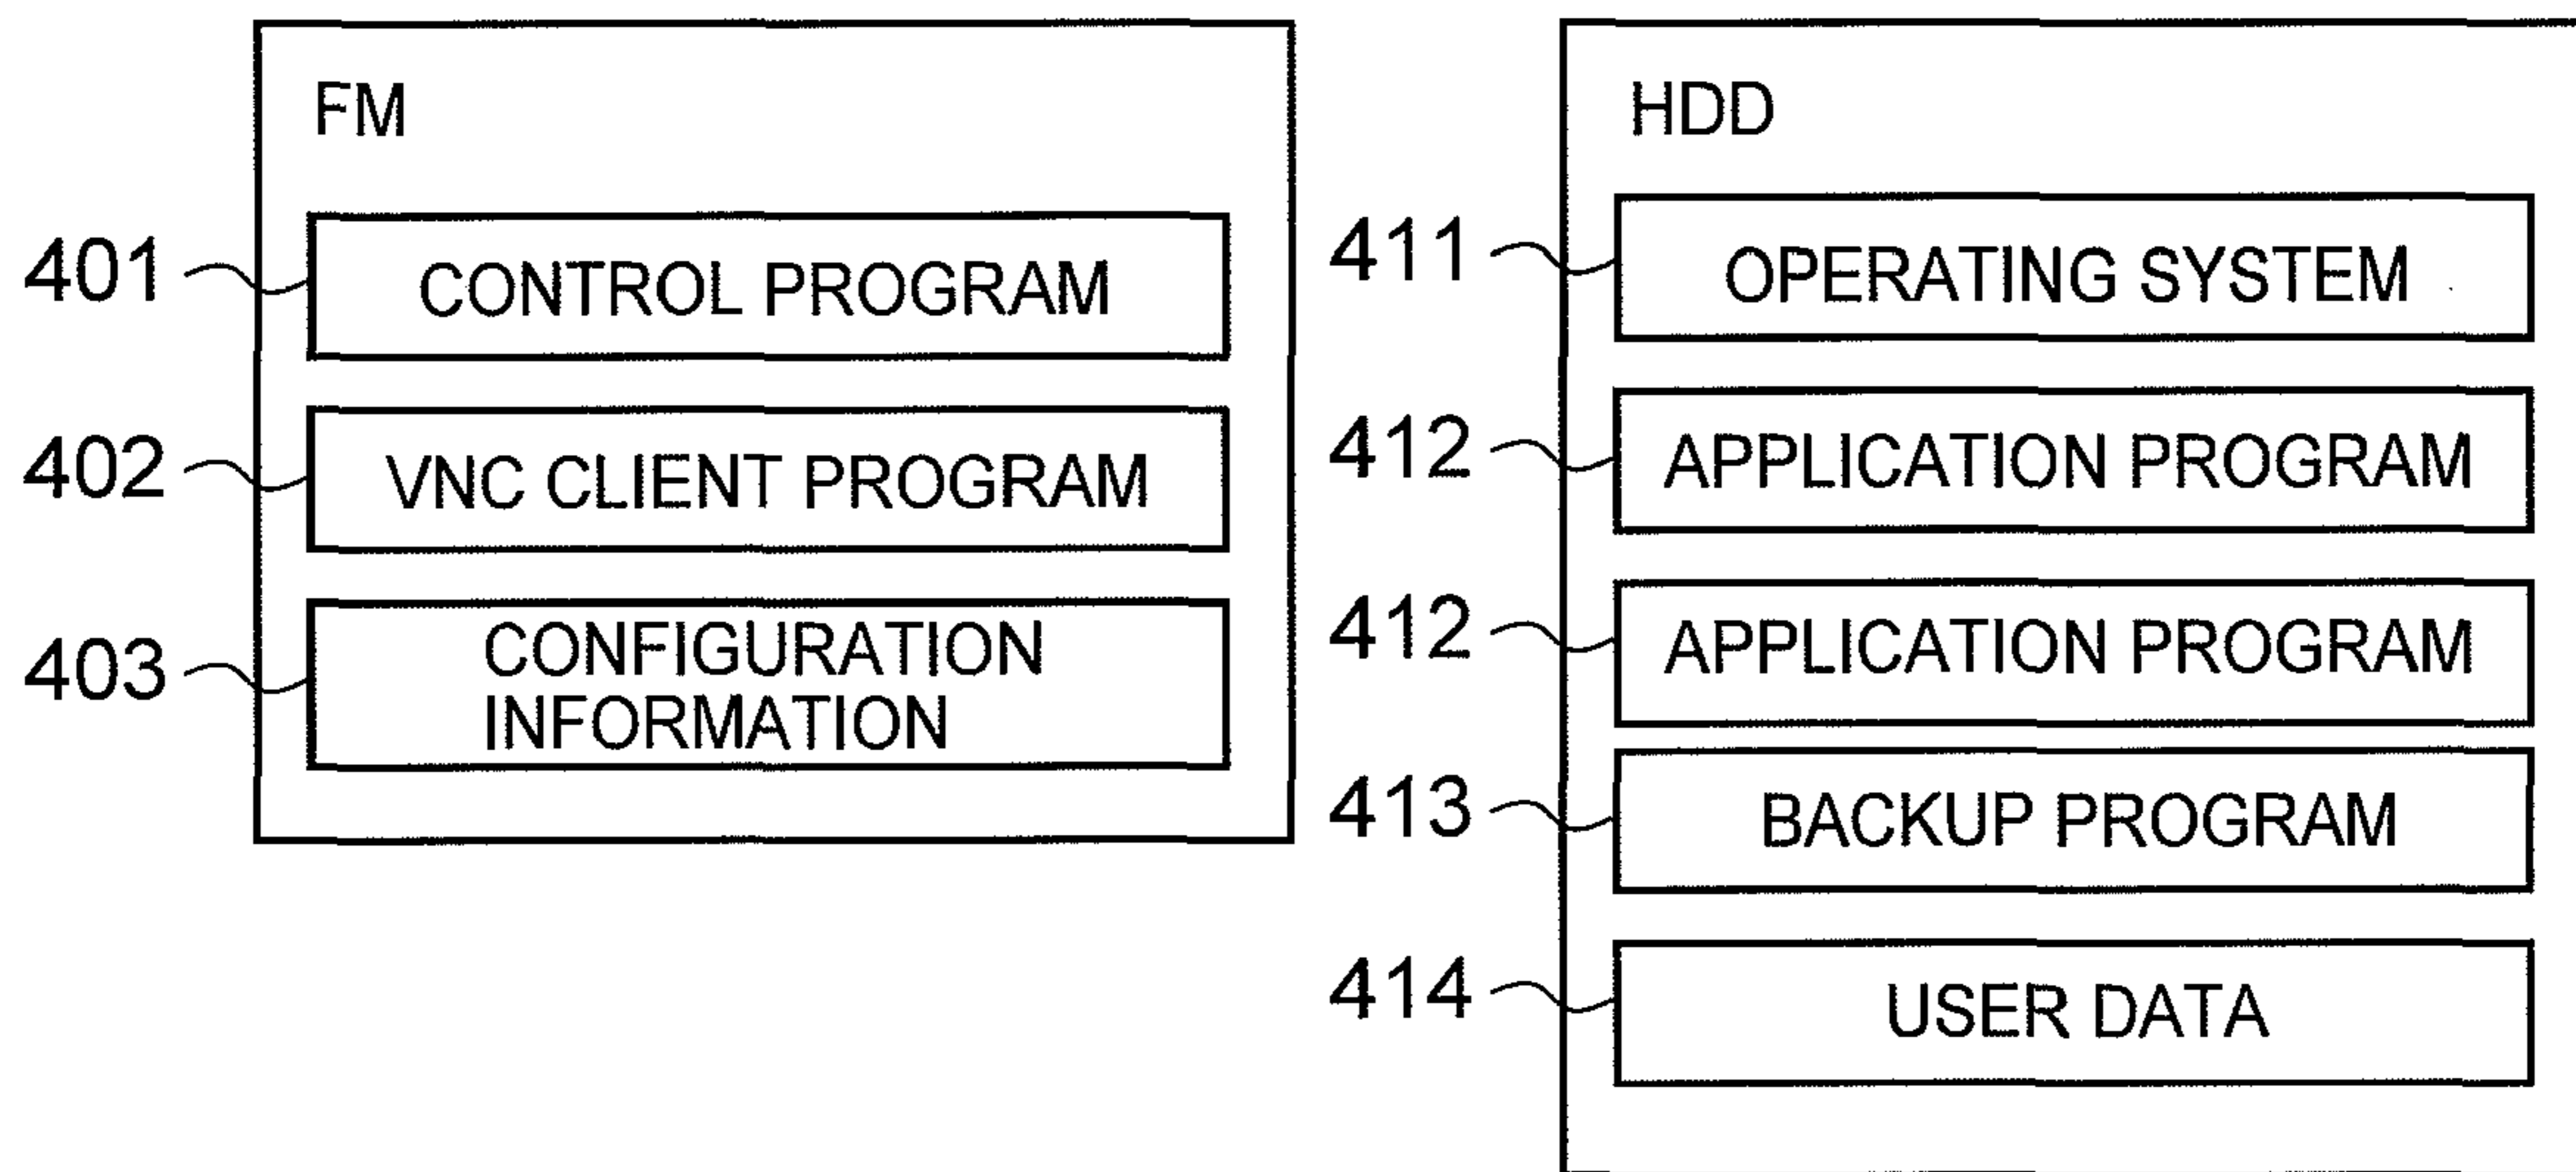 FM
401
CONTROL PROGRAM
402
VNC CLIENT PROGRAM
403
CONFIGURATION
INFORMATION
HDD
411
OPERATING SYSTEM
412
APPLICATION PROGRAM
412
APPLICATION PROGRAM
413
BACKUP PROGRAM
414
USER DATA